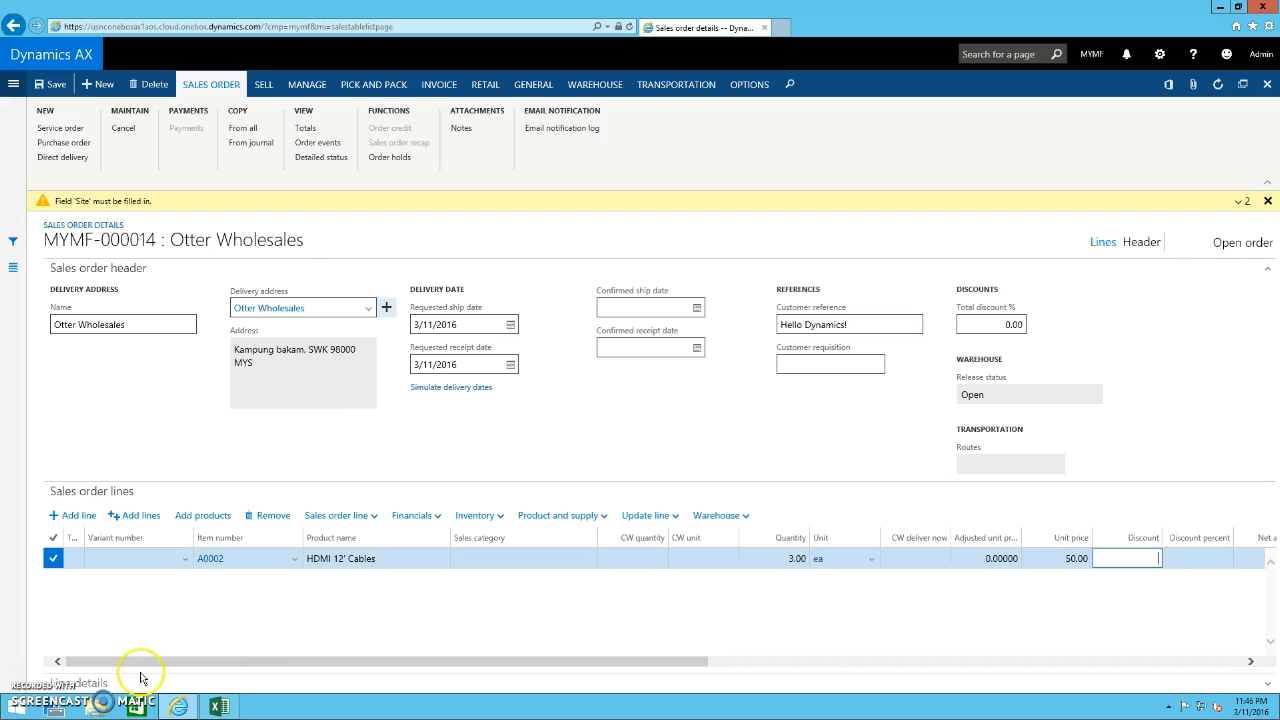 https://usnconeboxax1aos.cloud.onebox.dynamics.com/?cmp=mymf&mi=salestablelistpage
Sales order details -- Dyna...
Dynamics AX
Search for a page
MYMF
Admin
Save
New
Delete
SALES ORDER
SELL
MANAGE
PICK AND PACK
INVOICE
RETAIL
GENERAL
WAREHOUSE
TRANSPORTATION
OPTIONS
NEW
MAINTAIN
PAYMENTS
COPY
VIEW
FUNCTIONS
ATTACHMENTS
EMAIL NOTIFICATION
Service order
Cancel
Payments
From all
Totals
Order credit
Notes
Email notification log
Purchase order
From journal
Order events
Sales order recap
Direct delivery
Detailed status
Order holds
Field 'Site' must be filled in.
2
SALES ORDER DETAILS
MYMF-000014 : Otter Wholesales
Lines
Header
Open order
Sales order header
DELIVERY ADDRESS
Name
Otter Wholesales
Delivery address
Otter Wholesales
Address
Kampung bakam, SWK 98000
MYS
DELIVERY DATE
Requested ship date
3/11/2016
Requested receipt date
3/11/2016
Simulate delivery dates
Confirmed ship date
Confirmed receipt date
REFERENCES
Customer reference
Hello Dynamics!
Customer requisition
DISCOUNTS
Total discount %
0.00
WAREHOUSE
Release status
Open
TRANSPORTATION
Routes
Sales order lines
Add line
Add lines
Add products
Remove
Sales order line
Financials
Inventory
Product and supply
Update line
Warehouse
T...
Variant number
Item number
Product name
Sales category
CW quantity
CW unit
Quantity
Unit
CW deliver now
Adjusted unit pr...
Unit price
Discount
Discount percent
Net a
A0002
HDMI 12' Cables
3.00
ea
0.00000
50.00
Line details
RECORDED WITH
SCREENCAST MATIC
11:46 PM
3/11/2016